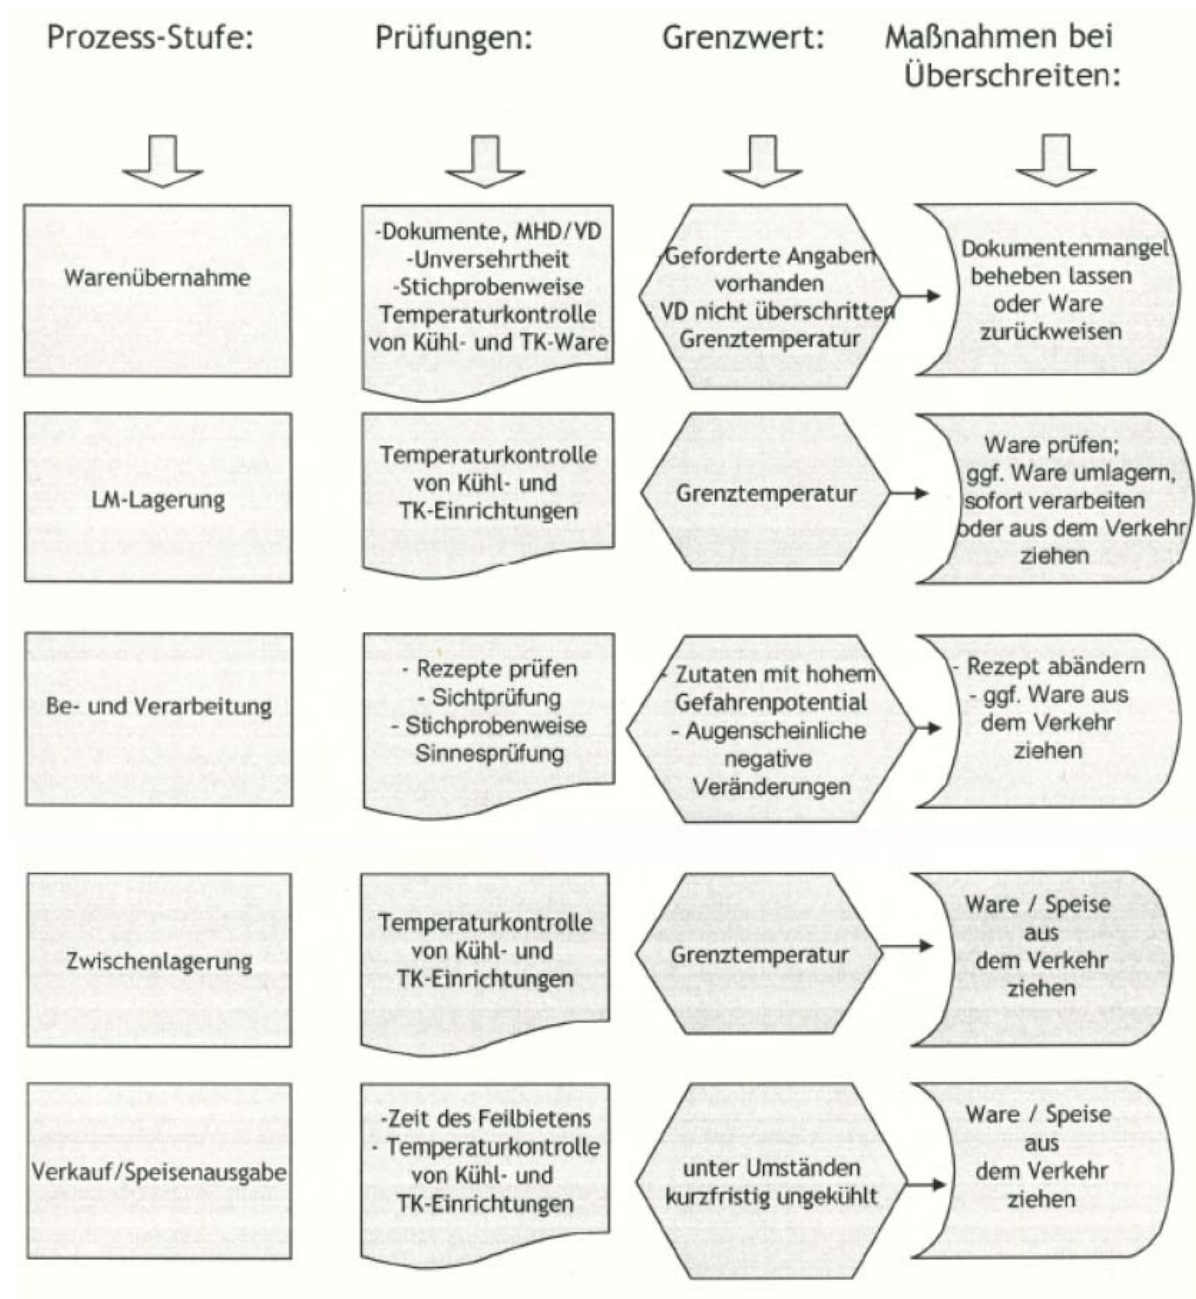 Prozess-Stufe:
Prüfungen:
Grenzwert:
Maßnahmen bei
Überschreiten:
Warenübernahme
-Dokumente, MHD/VD
-Unversehrtheit
-Stichprobenweise
Temperaturkontrolle
von Kühl- und TK-Ware
-Geforderte Angaben
vorhanden
- VD nicht überschritten
Grenztemperatur
Dokumentenmangel
beheben lassen
oder Ware
zurückweisen
LM-Lagerung
Temperaturkontrolle
von Kühl- und
TK-Einrichtungen
Grenztemperatur
Ware prüfen;
ggf. Ware umlagern,
sofort verarbeiten
oder aus dem Verkehr
ziehen
Be- und Verarbeitung
- Rezepte prüfen
- Sichtprüfung
- Stichprobenweise
Sinnesprüfung
- Zutaten mit hohem
Gefahrenpotential
- Augenscheinliche
negative
Veränderungen
- Rezept abändern
- ggf. Ware aus
dem Verkehr
ziehen
Zwischenlagerung
Temperaturkontrolle
von Kühl- und
TK-Einrichtungen
Grenztemperatur
Ware / Speise
aus
dem Verkehr
ziehen
Verkauf/Speisenausgabe
-Zeit des Feilbietens
- Temperaturkontrolle
von Kühl- und
TK-Einrichtungen
unter Umständen
kurzfristig ungekühlt
Ware / Speise
aus
dem Verkehr
ziehen